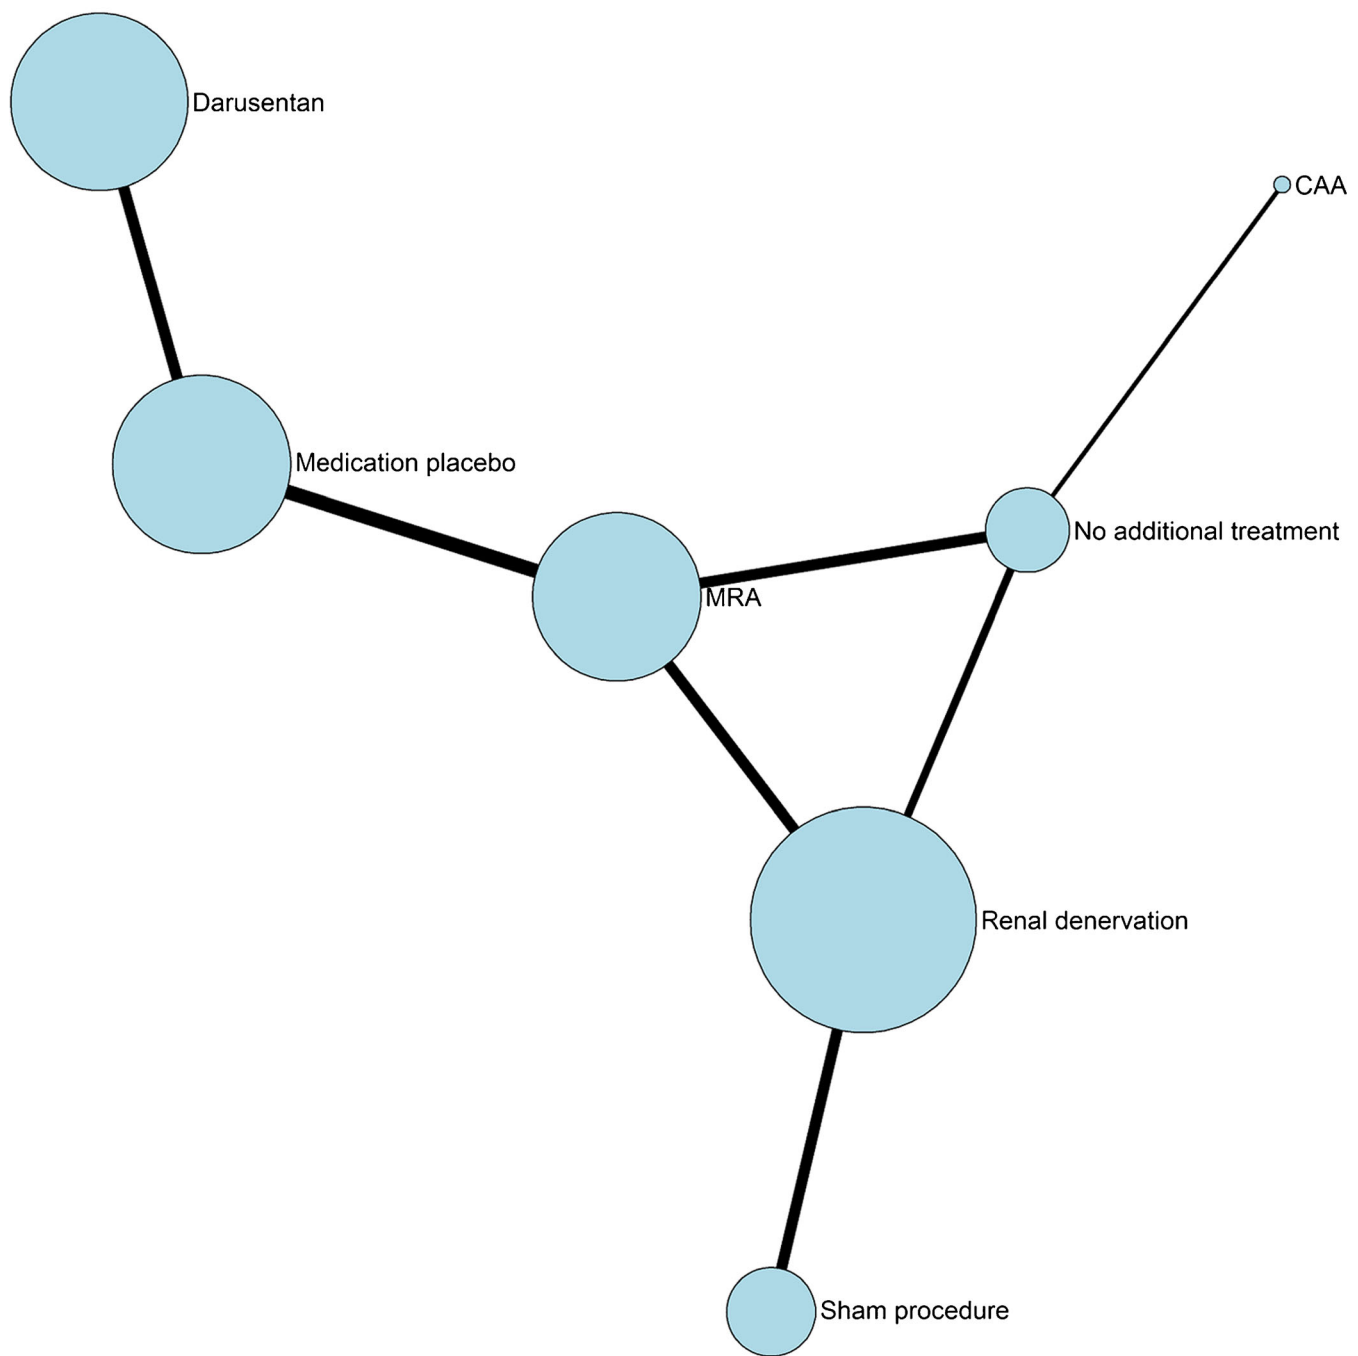 Darusentan
CAA
Medication placebo
No additional treatment
MRA
Renal denervation
Sham procedure